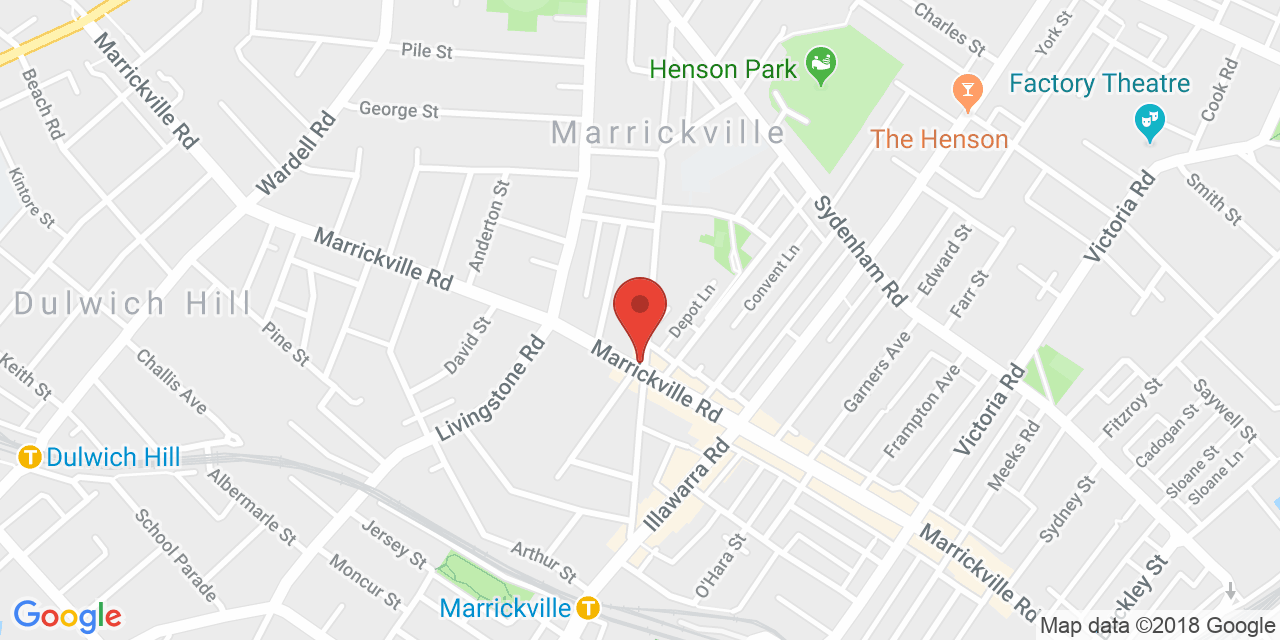 Charles St
York St
Pile St
Henson Park
Factory Theatre
Cook Rd
Marrickville Rd
Beach Rd
George St
Wardell Rd
Marrickville
The Henson
Kintore St
Anderton St
Sydenham Rd
Victoria Rd
Smith St
Marrickville Rd
Edward St
Convent Ln
Farr St
Dulwich Hill
Depot Ln
Pine St
David St
Livingstone Rd
Marrickville Rd
Garners Ave
Frampton Ave
Victoria Rd
Keith St
Challis Ave
Fitzroy St
Saywell St
Cadogan St
Meeks Rd
T Dulwich Hill
Sloane St
Sloane Ln
Illawarra Rd
Albermarle St
School Parade
Jersey St
Moncur St
Arthur St
O'Hara St
Sydney St
Marrickville Rd
ckley St
Marrickville T
Google
Map data ©2018 Google